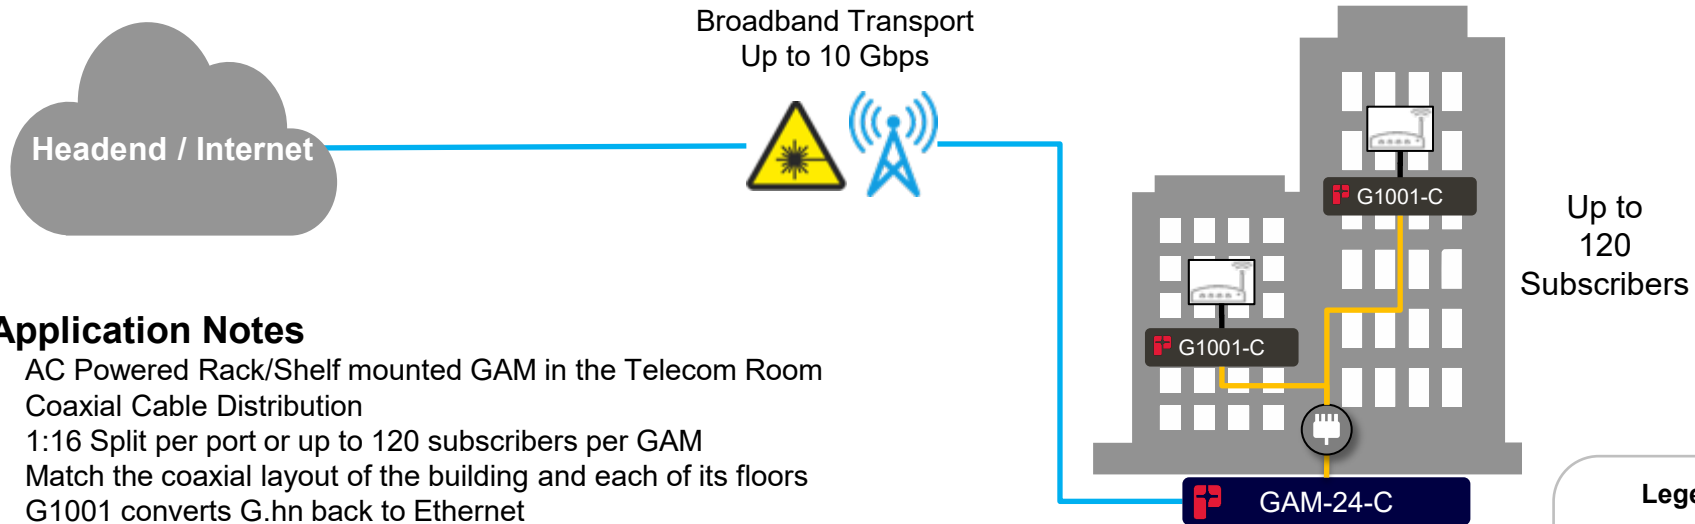 Broadband Transport
Up to 10 Gbps
Headend / Internet
G1001-C
Up to
120
Subscribers
G1001-C
Application Notes
AC Powered Rack/Shelf mounted GAM in the Telecom Room
Coaxial Cable Distribution
1:16 Split per port or up to 120 subscribers per GAM
Match the coaxial layout of the building and each of its floors
G1001 converts G.hn back to Ethernet
GAM-24-C